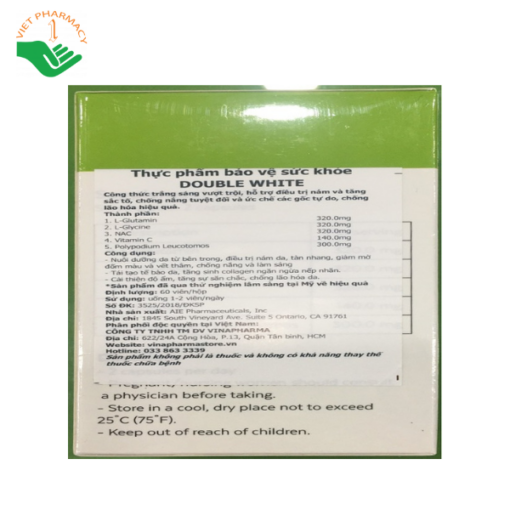 VIET PHARMACY
Thực phẩm bảo vệ sức khỏe
DOUBLE WHITE
Công thức trắng sáng vượt trội, hỗ trợ điều trị nám và tăng
sắc tố, chống nắng tuyệt đối và ức chế các gốc tự do, chống
lão hóa hiệu quả.
Thành phần:
1. L-Glutamin 320.0mg
2. L-Glycine 320.0mg
3. NAC 320.0mg
4. Vitamin C 140.0mg
5. Polypodium Leucotomos 360.0mg
Công dụng:
- Nuôi dưỡng da từ bên trong, điều trị nám da, tàn nhang, giảm mờ
đậm màu và vết thâm, chống nắng và làm sáng
- Tái tạo tế bào da, tăng sinh collagen ngăn ngừa nếp nhăn.
- Cải thiện độ ẩm, tăng sự săn chắc, chống lão hóa da.
*Sản phẩm đã qua thử nghiệm lâm sàng tại Mỹ về hiệu quả
Định lượng: 60 viên/hộp
Sử dụng: uống 1-2 viên/ngày
Số ĐK: 3525/2018/ĐKSP
Nhà sản xuất: AIE Pharmaceuticals, Inc
Địa chỉ: 1845 South Vineyard Ave. Suite 5 Ontario, CA 91761
Phân phối độc quyền tại Việt Nam:
CÔNG TY TNHH TM DV VINAPHARMA
Địa chỉ: 622/24A Cộng Hòa, P.13, Quận Tân bình, HCM
Website: vinapharmastore.vn
Hotline: 033 863 3339
Sản phẩm không phải là thuốc và không có khả năng thay thế
thuốc chữa bệnh
a physician before taking.
- Store in a cool, dry place not to exceed
25°C (75°F).
- Keep out of reach of children.